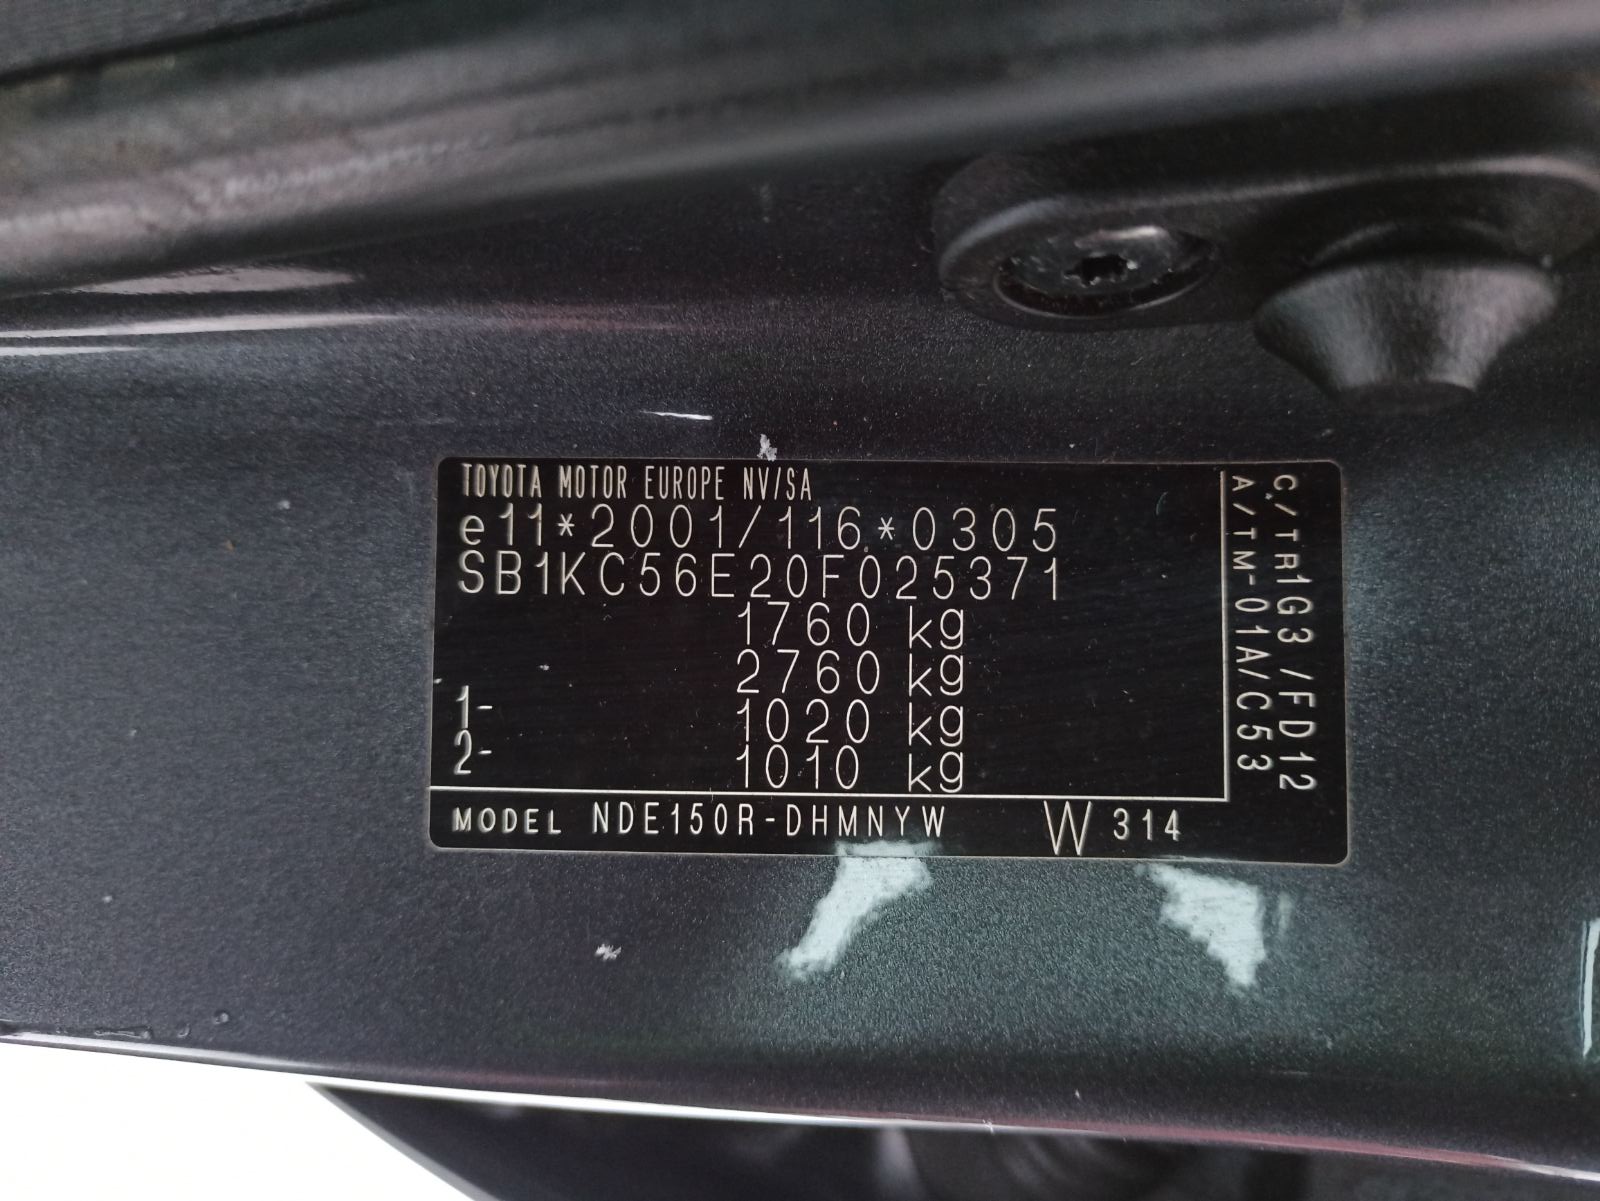 TOYOTA MOTOR EUROPE NV/SA
e11*2001/116*0305
SB1KC56E20F025371
1760 kg
2760 kg
1- 1020 kg
2- 1010 kg
MODEL NDE150R-DHMNYW W 314
C/TR1G3/FD12
A/TM-01A/C53